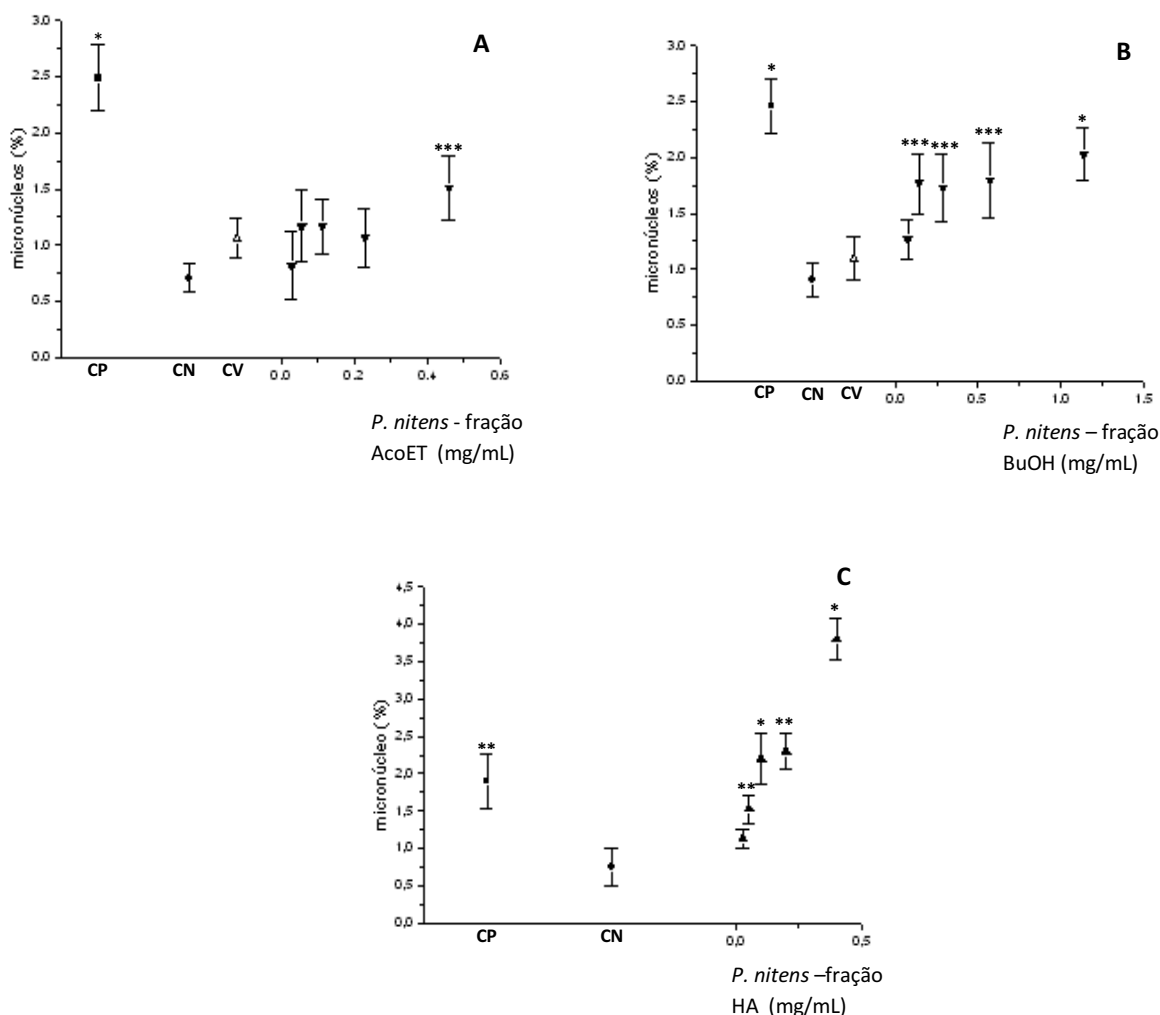 A
micronúcleos (%)
3.0
2.5
2.0
1.5
1.0
0.5
0.0
*
***
CP CN CV 0.0 0.2 0.4 0.6
P. nitens - fração
AcoET (mg/mL)
B
micronúcleos (%)
3.0
2.5
2.0
1.5
1.0
0.5
0.0
*
*** *** *** *
CP CN CV 0.0 0.5 1.0 1.5
P. nitens – fração
BuOH (mg/mL)
C
micronúcleo (%)
4,5
4,0
3,5
3,0
2,5
2,0
1,5
1,0
0,5
0,0
**
** * ** *
CP CN 0,0 0,5
P. nitens –fração
HA (mg/mL)